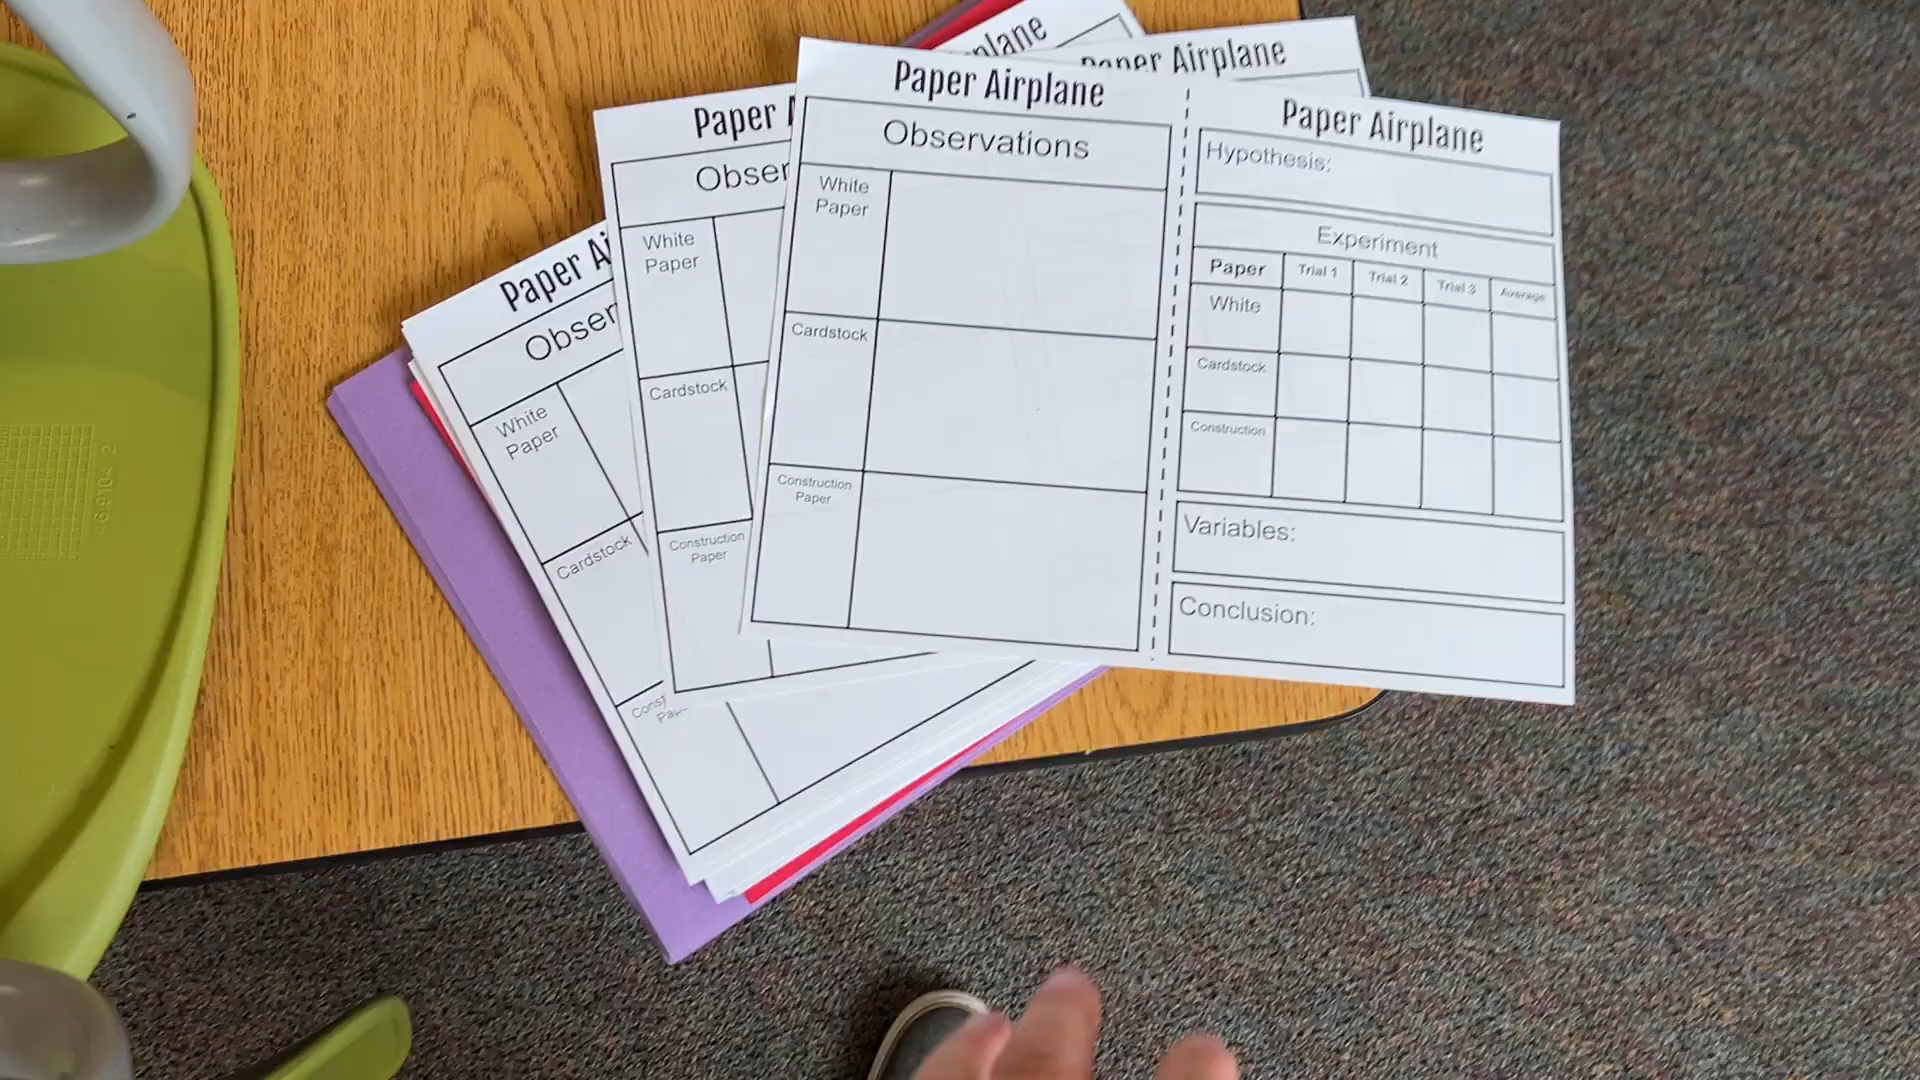 Paper Airplane
Observations
White
Paper
Cardstock
Construction
Paper
Paper Airplane
Hypothesis:
Experiment
Paper Trial 1 Trial 2 Trial 3 Average
White
Cardstock
Construction
Variables:
Conclusion:
Paper Airplane
plane
Paper A
Obser
White
Paper
Cardstock
Construction
Paper
Paper Ai
Obser
White
Paper
Cardstock